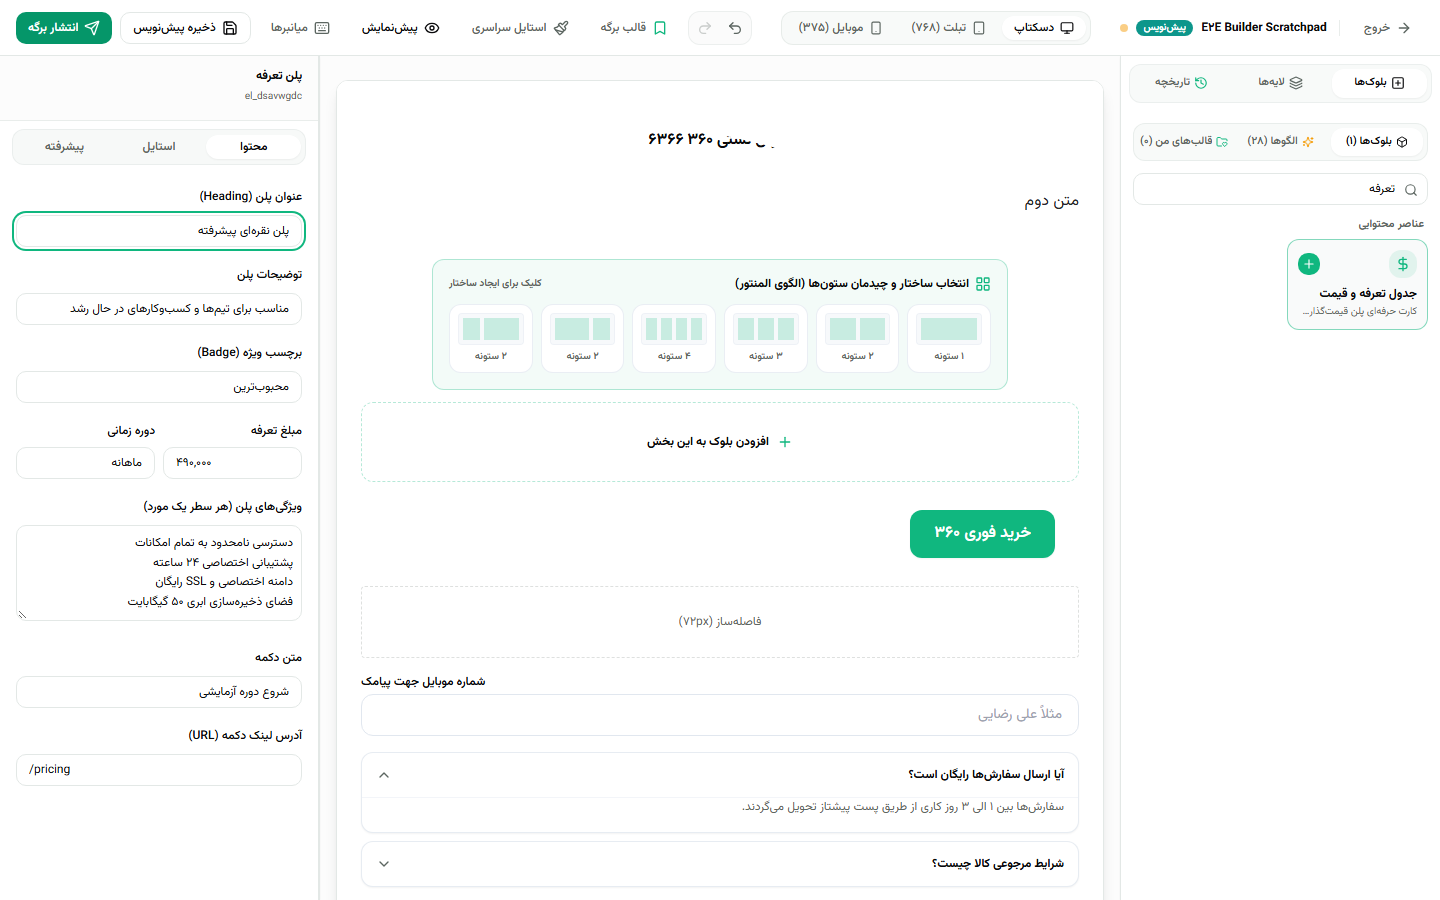 خروج
E۲E Builder Scratchpad
پیش‌نویس
دسکتاپ
تبلت (۷۶۸)
موبایل (۳۷۵)
قالب برگه
استایل سراسری
پیش‌نمایش
میانبرها
ذخیره پیش‌نویس
انتشار برگه
بلوک‌ها
لایه‌ها
تاریخچه
بلوک‌ها (۱)
الگوها (۲۸)
قالب‌های من (۰)
تعرفه
عناصر محتوایی
جدول تعرفه و قیمت
کارت حرفه‌ای پلن قیمت‌گذار...
۳۶۰ ۶۳۶۶
متن دوم
انتخاب ساختار و چیدمان ستون‌ها (الگوی المنتور)
کلیک برای ایجاد ساختار
۱ ستونه
۲ ستونه
۳ ستونه
۴ ستونه
۲ ستونه
۲ ستونه
افزودن بلوک به این بخش
خرید فوری ۳۶۰
فاصله‌ساز (۷۲px)
شماره موبایل جهت پیامک
مثلاً علی رضایی
آیا ارسال سفارش‌ها رایگان است؟
سفارش‌ها بین ۱ الی ۳ روز کاری از طریق پست پیشتاز تحویل می‌گردند.
شرایط مرجوعی کالا چیست؟
پلن تعرفه
el_dsavwgdc
محتوا
استایل
پیشرفته
عنوان پلن (Heading)
پلن نقره‌ای پیشرفته
توضیحات پلن
مناسب برای تیم‌ها و کسب‌وکارهای در حال رشد
برچسب ویژه (Badge)
محبوب‌ترین
مبلغ تعرفه
دوره زمانی
۴۹۰,۰۰۰
ماهانه
ویژگی‌های پلن (هر سطر یک مورد)
دسترسی نامحدود به تمام امکانات
پشتیبانی اختصاصی ۲۴ ساعته
دامنه اختصاصی و SSL رایگان
فضای ذخیره‌سازی ابری ۵۰ گیگابایت
متن دکمه
شروع دوره آزمایشی
آدرس لینک دکمه (URL)
/pricing